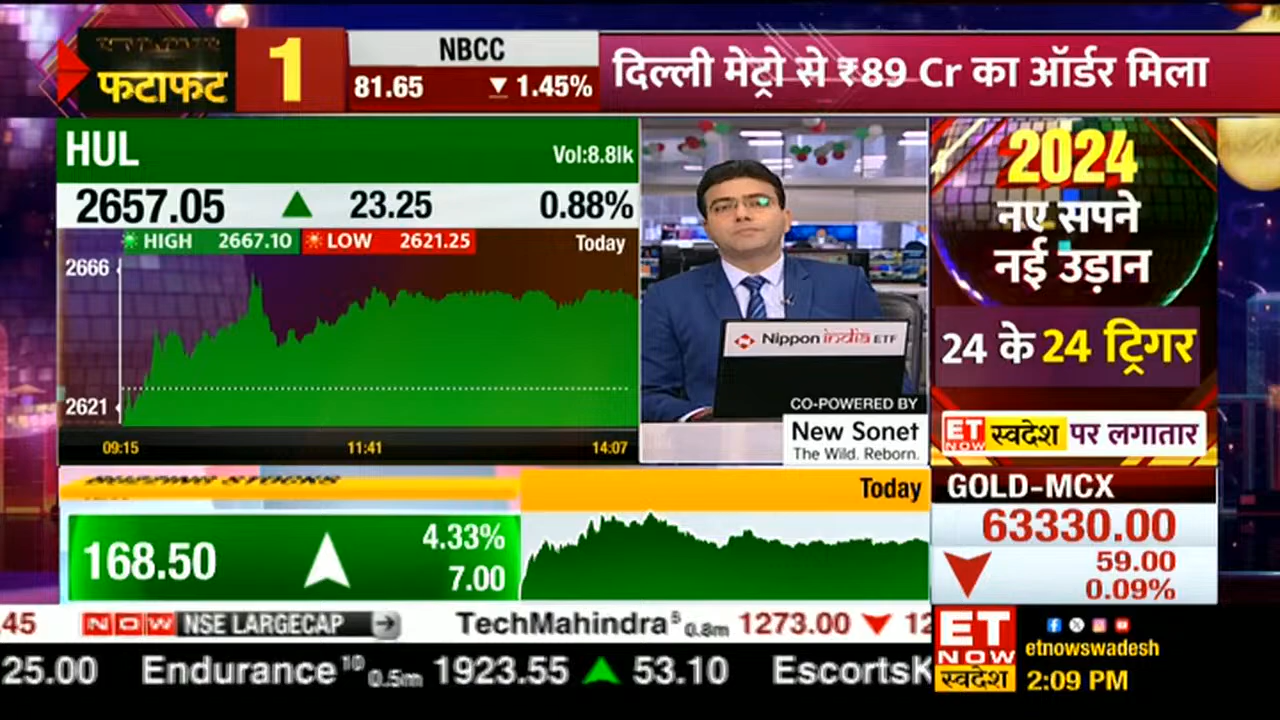 फटाफट
1
NBCC
81.65 ▼ 1.45%
दिल्ली मेट्रो से ₹89 Cr का ऑर्डर मिला
HUL
Vol:8.8lk
2657.05 ▲ 23.25 0.88%
HIGH 2667.10 LOW 2621.25 Today
2666
2621
09:15 11:41 14:07
Nippon india ETF
CO-POWERED BY
New Sonet
The Wild. Reborn.
2024
नए सपने
नई उड़ान
24 के 24 ट्रिगर
ET NOW स्वदेश पर लगातार
Today
168.50
4.33%
7.00
GOLD-MCX
63330.00
59.00
0.09%
45 NOW NSE LARGECAP TechMahindra 5 0.8m 1273.00 ▼ 12
25.00 Endurance 10 0.5m 1923.55 ▲ 53.10 EscortsK
ET
NOW
स्वदेश
etnowswadesh
2:09 PM